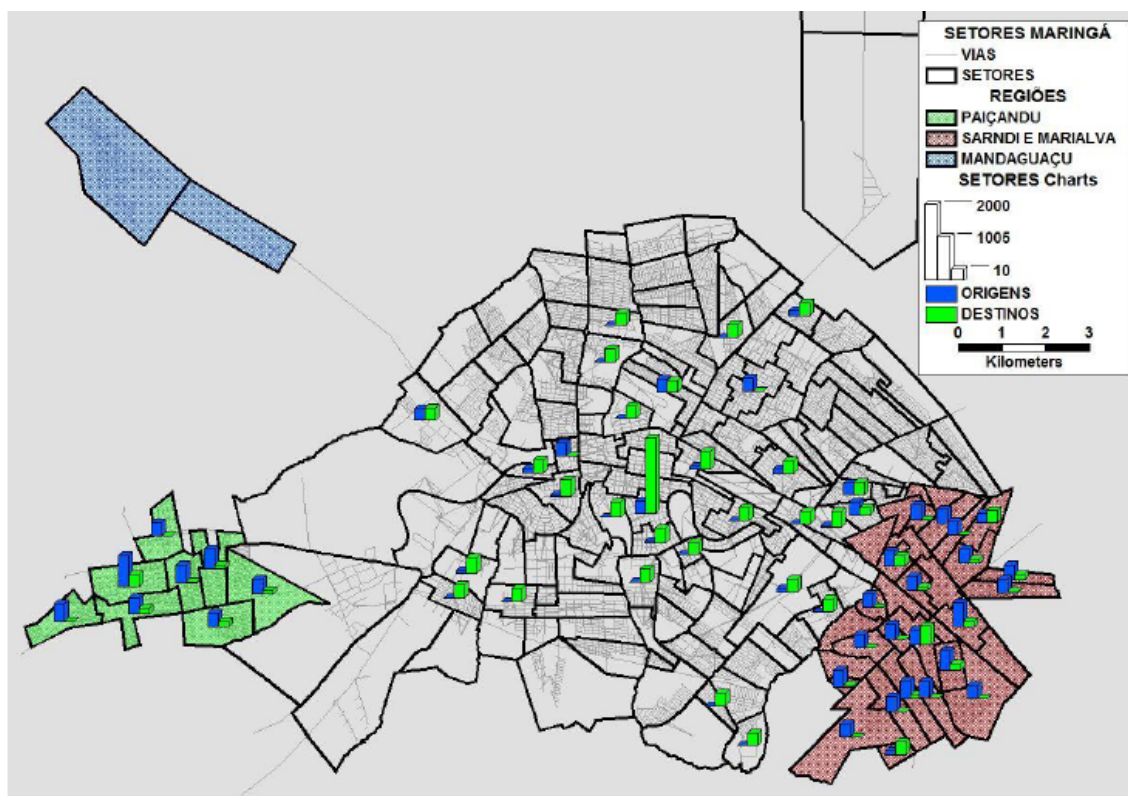 SETORES MARINGÁ
VIAS
SETORES
REGIÕES
PAIÇANDU
SARNDI E MARIALVA
MANDAGUAÇU
SETORES Charts
2000
1005
10
ORIGENS
DESTINOS
0 1 2 3
Kilometers